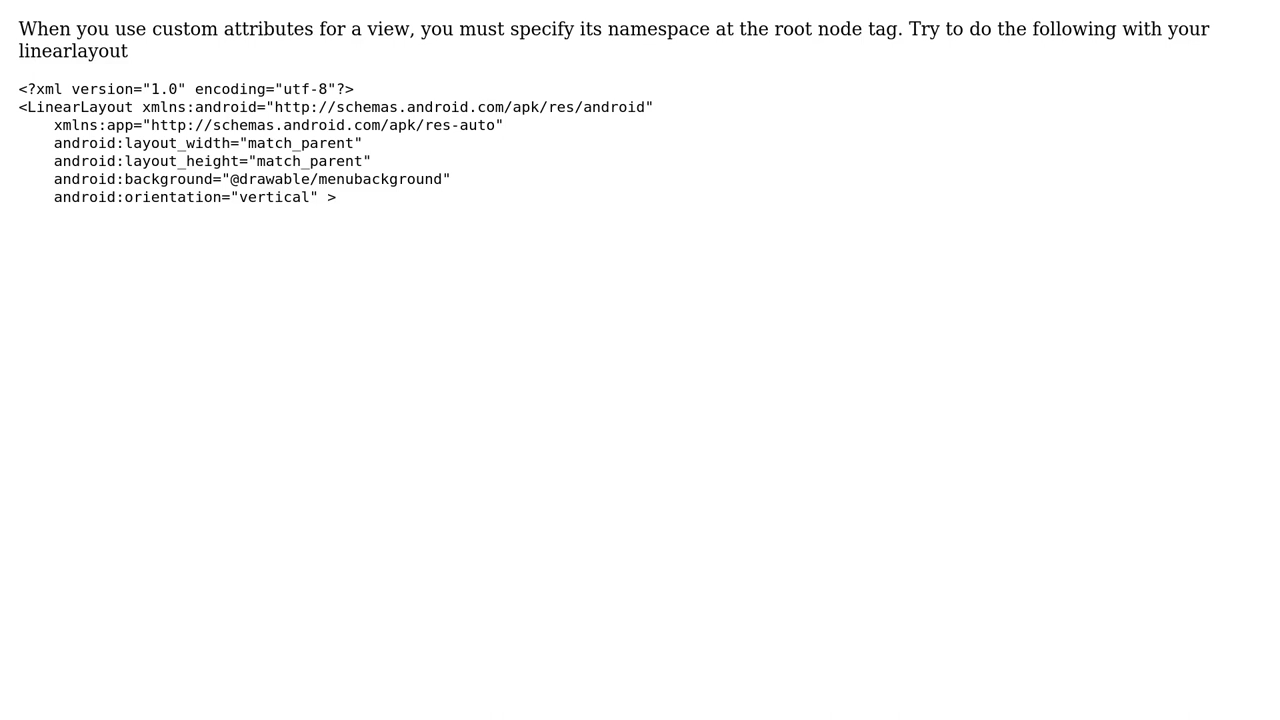 When you use custom attributes for a view, you must specify its namespace at the root node tag. Try to do the following with your
linearlayout
<?xml version="1.0" encoding="utf-8"?>
<LinearLayout xmlns:android="http://schemas.android.com/apk/res/android"
    xmlns:app="http://schemas.android.com/apk/res-auto"
    android:layout_width="match_parent"
    android:layout_height="match_parent"
    android:background="@drawable/menubackground"
    android:orientation="vertical" >